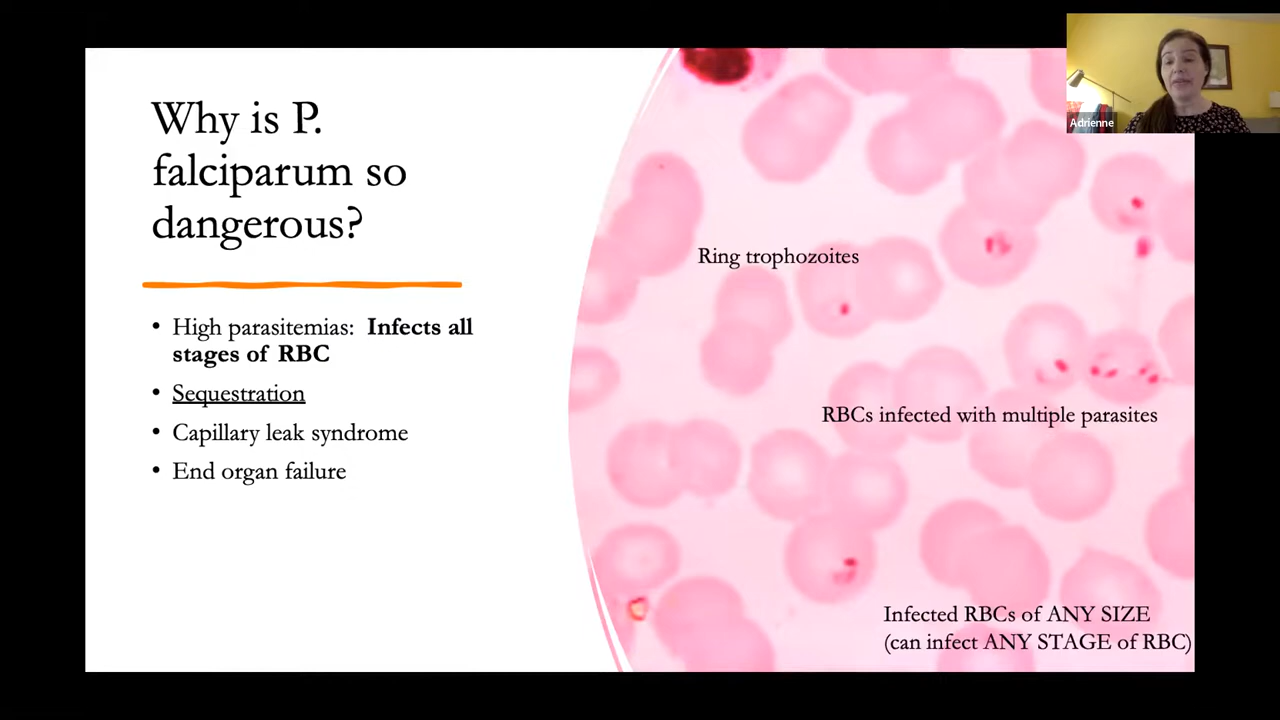 Why is P.
falciparum so
dangerous?
• High parasitemias: Infects all
stages of RBC
• Sequestration
• Capillary leak syndrome
• End organ failure
Ring trophozoites
RBCs infected with multiple parasites
Infected RBCs of ANY SIZE
(can infect ANY STAGE of RBC)
Adrienne